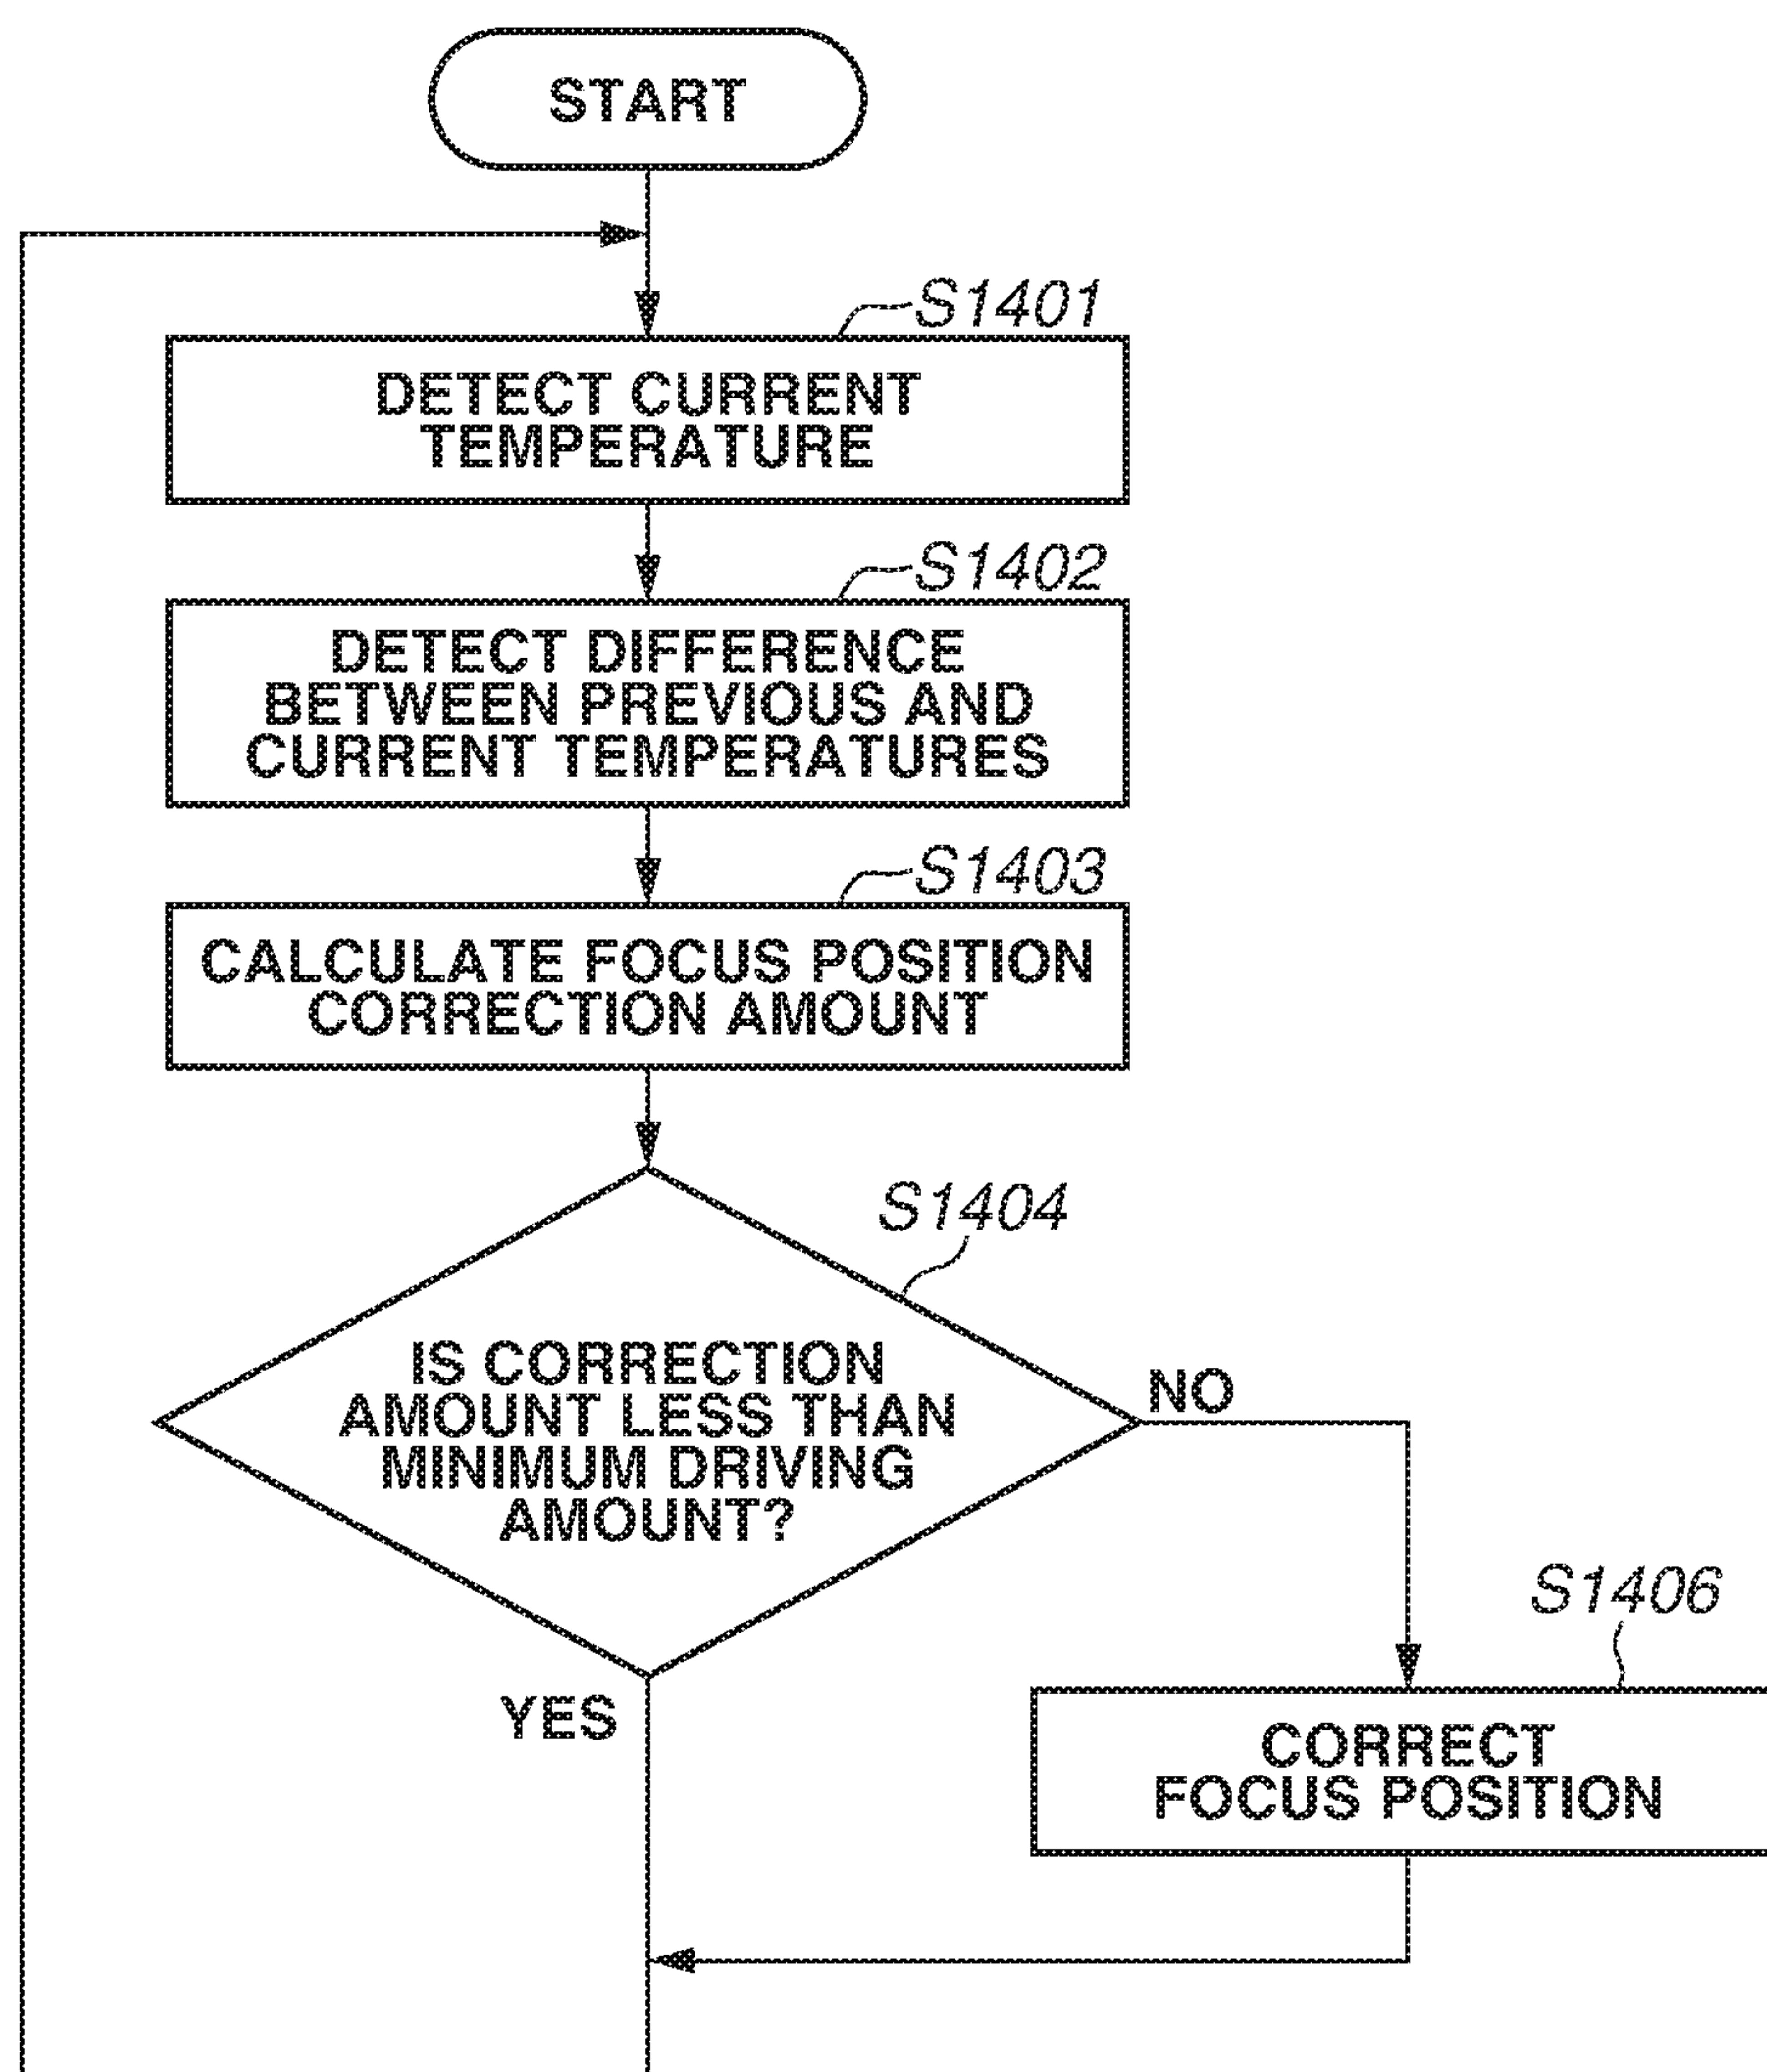 START
S1401
DETECT CURRENT
TEMPERATURE
S1402
DETECT DIFFERENCE
BETWEEN PREVIOUS AND
CURRENT TEMPERATURES
S1403
CALCULATE FOCUS POSITION
CORRECTION AMOUNT
S1404
IS CORRECTION
AMOUNT LESS THAN
MINIMUM DRIVING
AMOUNT?
NO
YES
S1406
CORRECT
FOCUS POSITION